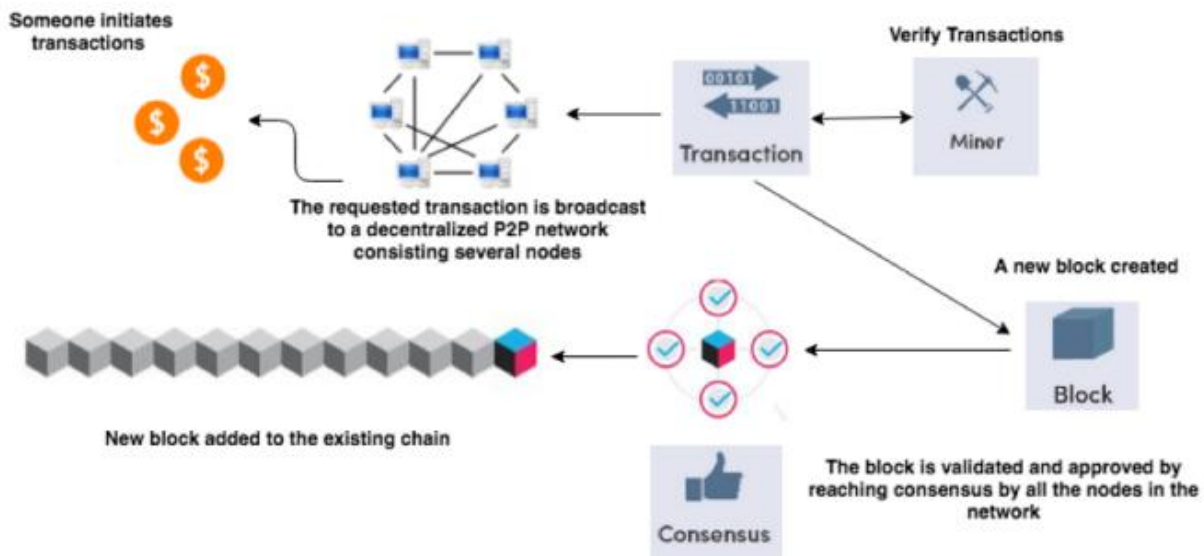 Someone initiates
transactions
$
$
$
The requested transaction is broadcast
to a decentralized P2P network
consisting several nodes
00101
11001
Transaction
Verify Transactions
Miner
A new block created
Block
New block added to the existing chain
Consensus
The block is validated and approved by
reaching consensus by all the nodes in the
network